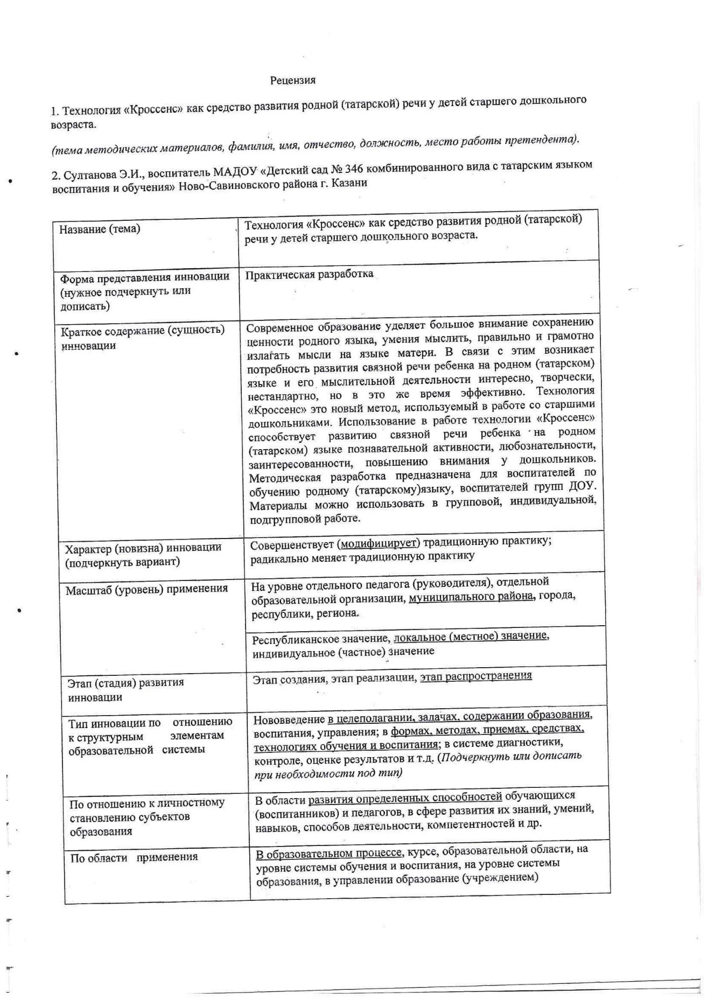 Рецензия
1. Технология «Кроссенс» как средство развития родной (татарской) речи у детей старшего дошкольного
возраста.
(тема методических материалов, фамилия, имя, отчество, должность, место работы претендента).
2. Султанова Э.И., воспитатель МАДОУ «Детский сад № 346 комбинированного вида с татарским языком
воспитания и обучения» Ново-Савиновского района г. Казани
Название (тема)
Технология «Кроссенс» как средство развития родной (татарской)
речи у детей старшего дошкольного возраста.
Форма представления инновации
(нужное подчеркнуть или
дописать)
Практическая разработка
Краткое содержание (сущность)
инновации
Современное образование уделяет большое внимание сохранению
ценности родного языка, умения мыслить, правильно и грамотно
излагать мысли на языке матери. В связи с этим возникает
потребность развития связной речи ребенка на родном (татарском)
языке и его мыслительной деятельности интересно, творчески,
нестандартно, но в это же время эффективно. Технология
«Кроссенс» это новый метод, используемый в работе со старшими
дошкольниками. Использование в работе технологии «Кроссенс»
способствует развитию связной речи ребенка на родном
(татарском) языке познавательной активности, любознательности,
заинтересованности, повышению внимания у дошкольников.
Методическая разработка предназначена для воспитателей по
обучению родному (татарскому)языку, воспитателей групп ДОУ.
Материалы можно использовать в групповой, индивидуальной,
подгрупповой работе.
Характер (новизна) инновации
(подчеркнуть вариант)
Совершенствует (модифицирует) традиционную практику;
радикально меняет традиционную практику
Масштаб (уровень) применения
На уровне отдельного педагога (руководителя), отдельной
образовательной организации, муниципального района, города,
республики, региона.
Республиканское значение, локальное (местное) значение,
индивидуальное (частное) значение
Этап (стадия) развития
инновации
Этап создания, этап реализации, этап распространения
Тип инновации по отношению
к структурным элементам
образовательной системы
Нововведение в целеполагании, задачах, содержании образования,
воспитания, управления; в формах, методах, приемах, средствах,
технологиях обучения и воспитания; в системе диагностики,
контроле, оценке результатов и т.д. (Подчеркнуть или дописать
при необходимости под тип)
По отношению к личностному
становлению субъектов
образования
В области развития определенных способностей обучающихся
(воспитанников) и педагогов, в сфере развития их знаний, умений,
навыков, способов деятельности, компетентностей и др.
По области применения
В образовательном процессе, курсе, образовательной области, на
уровне системы обучения и воспитания, на уровне системы
образования, в управлении образование (учреждением)